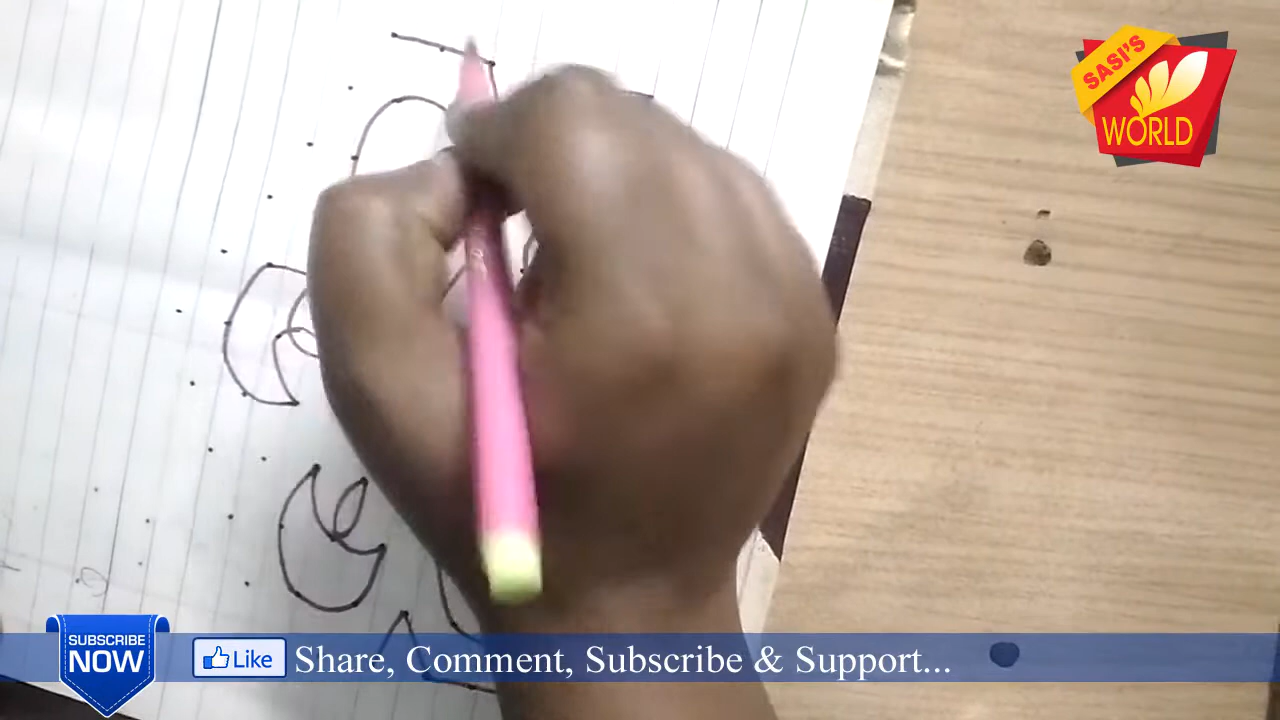 SASI'S
WORLD
SUBSCRIBE
NOW
Like
Share, Comment, Subscribe & Support...